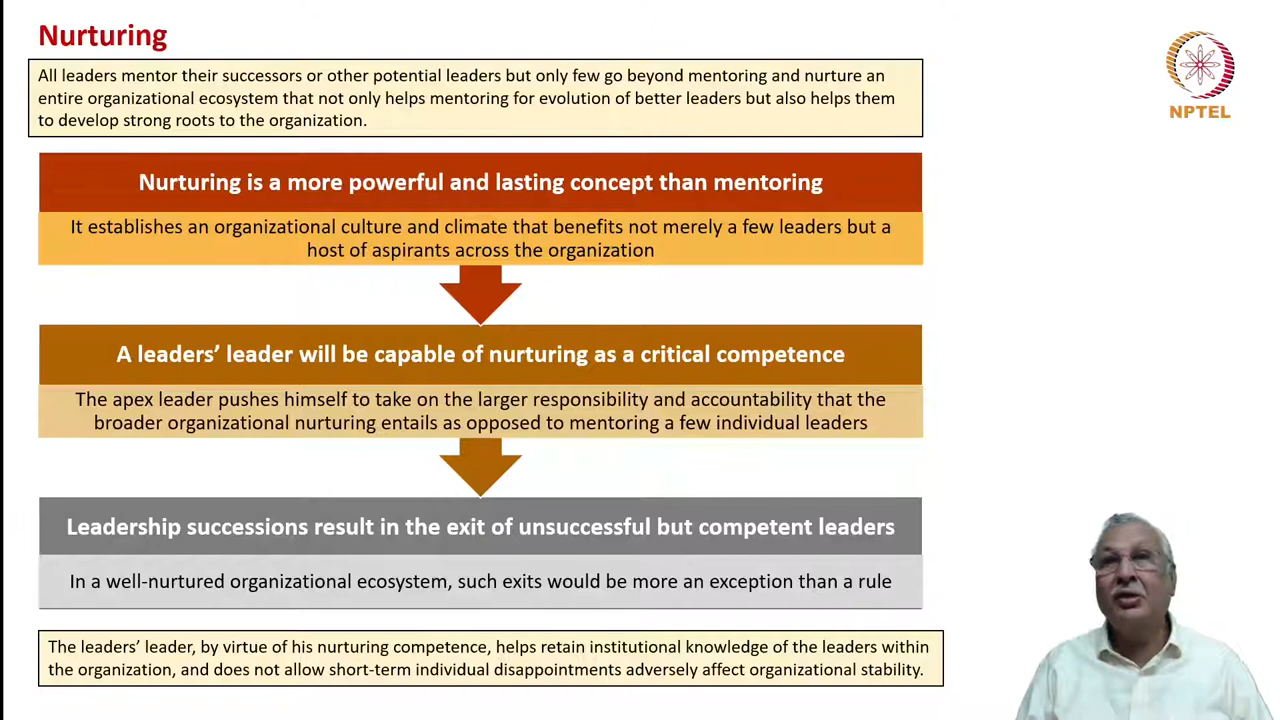 Nurturing
All leaders mentor their successors or other potential leaders but only few go beyond mentoring and nurture an
entire organizational ecosystem that not only helps mentoring for evolution of better leaders but also helps them
to develop strong roots to the organization.
NPTEL
Nurturing is a more powerful and lasting concept than mentoring
It establishes an organizational culture and climate that benefits not merely a few leaders but a
host of aspirants across the organization
A leaders’ leader will be capable of nurturing as a critical competence
The apex leader pushes himself to take on the larger responsibility and accountability that the
broader organizational nurturing entails as opposed to mentoring a few individual leaders
Leadership successions result in the exit of unsuccessful but competent leaders
In a well-nurtured organizational ecosystem, such exits would be more an exception than a rule
The leaders’ leader, by virtue of his nurturing competence, helps retain institutional knowledge of the leaders within
the organization, and does not allow short-term individual disappointments adversely affect organizational stability.